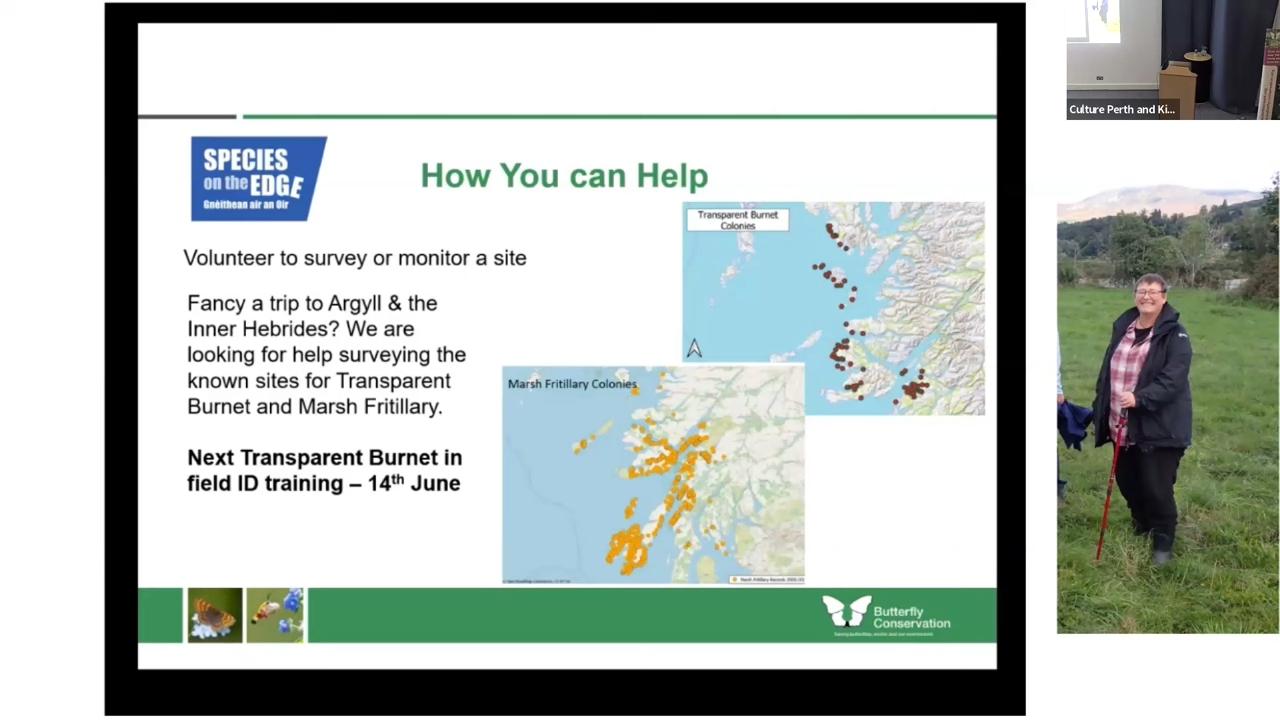 Culture Perth and Ki...
SPECIES
on the EDGE
Gnèithean air an Oir
How You can Help
Volunteer to survey or monitor a site
Fancy a trip to Argyll & the
Inner Hebrides? We are
looking for help surveying the
known sites for Transparent
Burnet and Marsh Fritillary.
Next Transparent Burnet in
field ID training – 14th June
Transparent Burnet
Colonies
Marsh Fritillary Colonies
Butterfly
Conservation